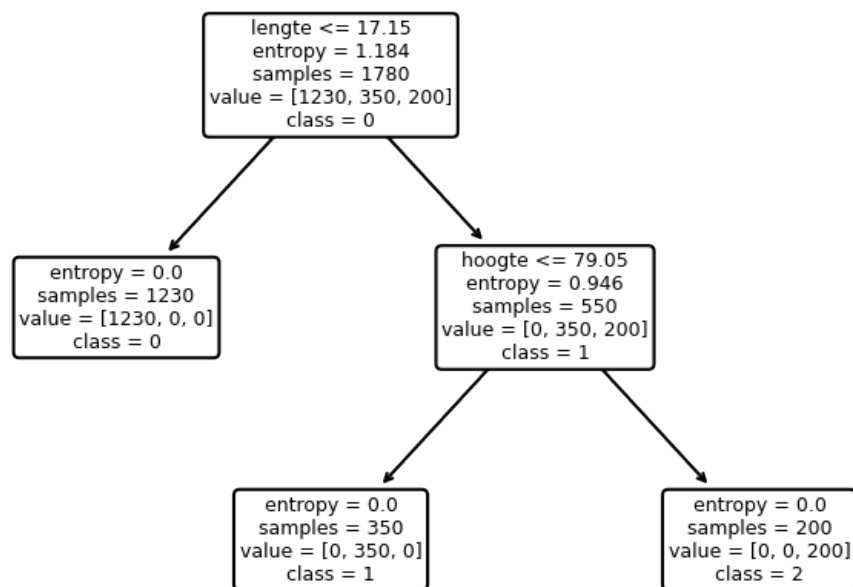 lengte <= 17.15
entropy = 1.184
samples = 1780
value = [1230, 350, 200]
class = 0
entropy = 0.0
samples = 1230
value = [1230, 0, 0]
class = 0
hoogte <= 79.05
entropy = 0.946
samples = 550
value = [0, 350, 200]
class = 1
entropy = 0.0
samples = 350
value = [0, 350, 0]
class = 1
entropy = 0.0
samples = 200
value = [0, 0, 200]
class = 2